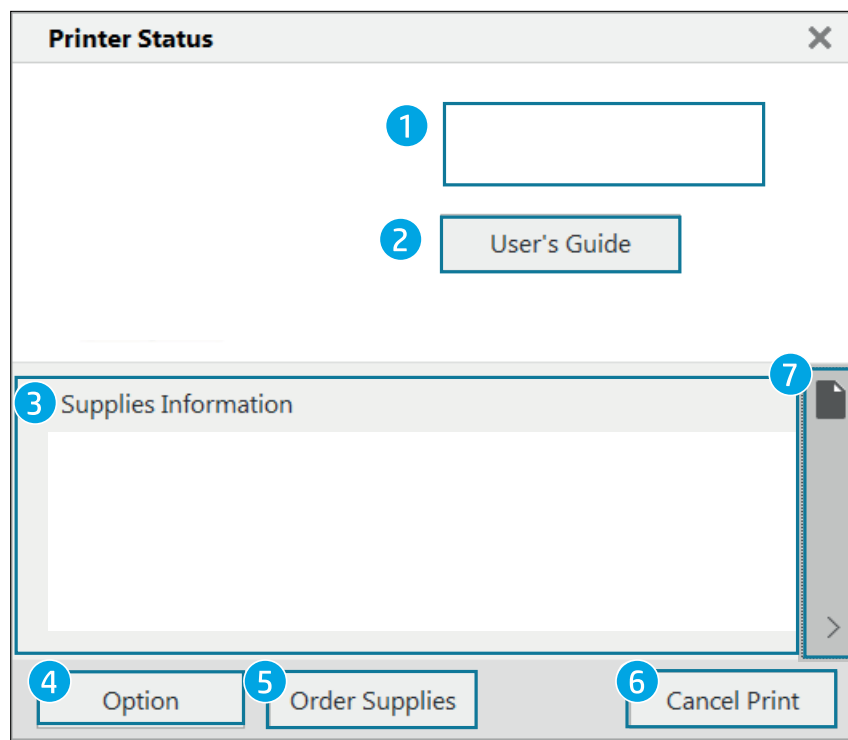 Printer Status
1
2 User's Guide
7
3 Supplies Information
4 Option
5 Order Supplies
6 Cancel Print